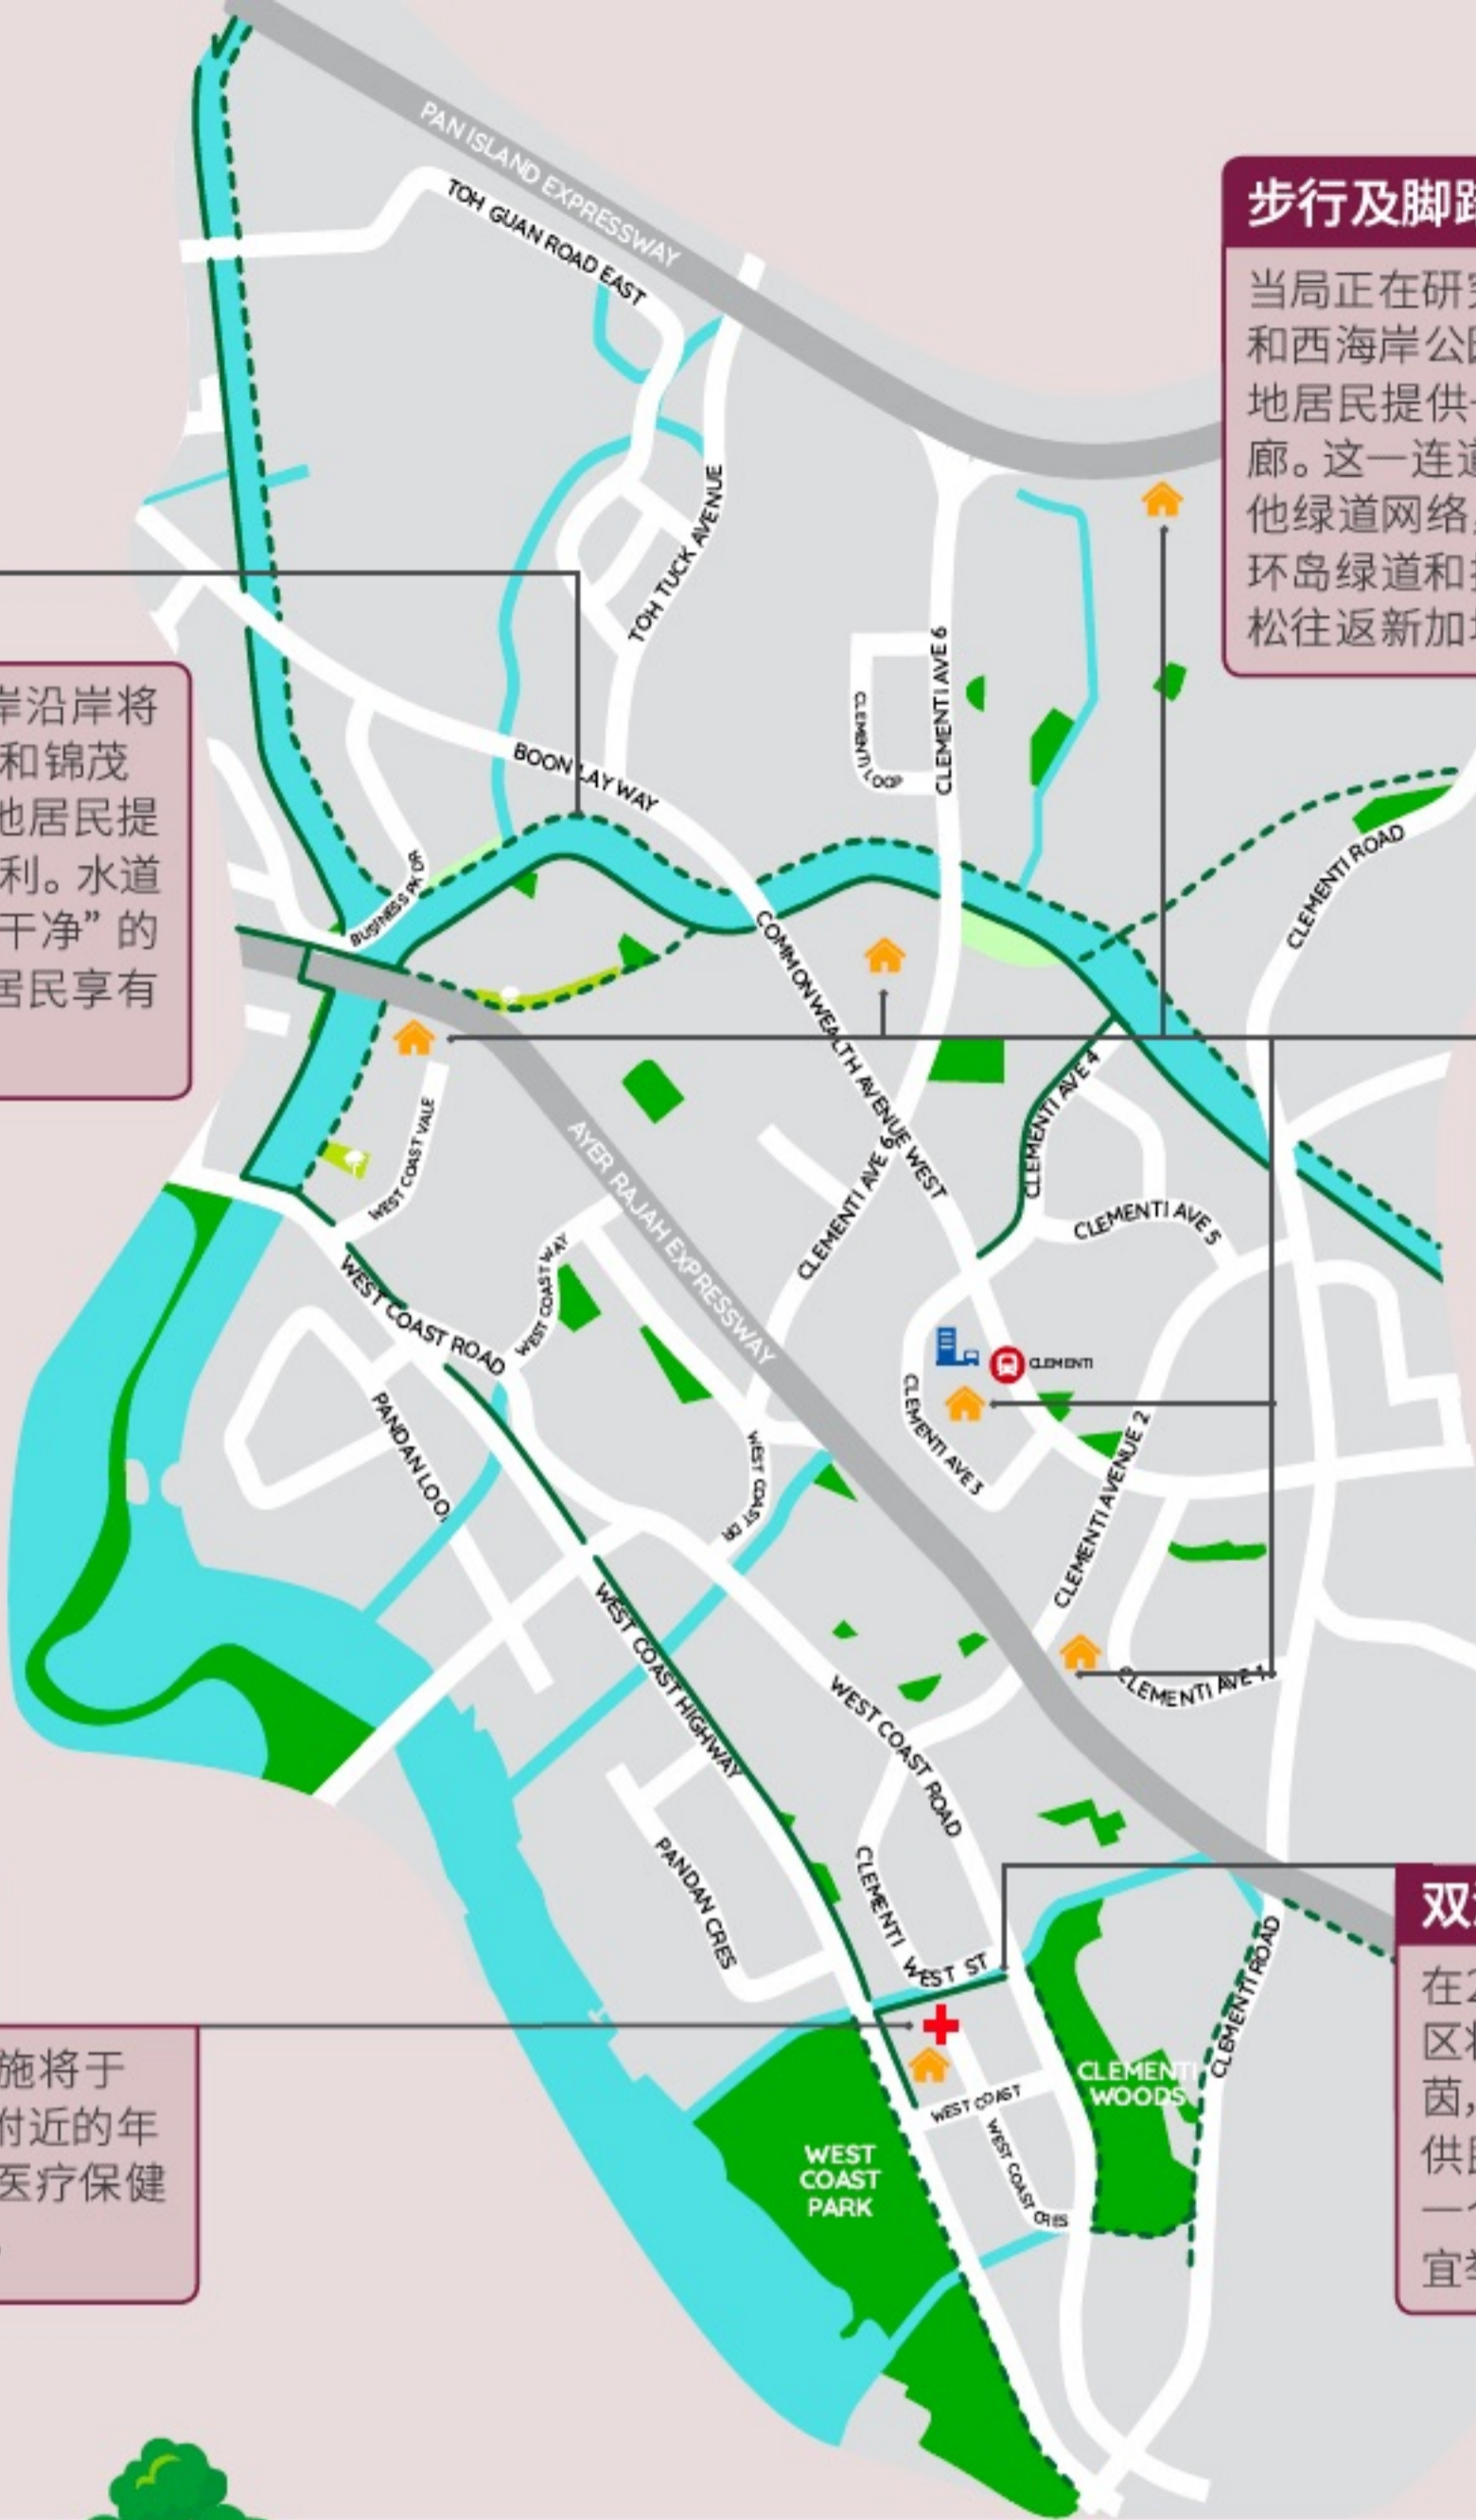 PAN ISLAND EXPRESSWAY
TOH GUAN ROAD EAST
步行及脚
当局正在研
和西海岸公
地居民提供
廊。这一连道
他绿道网络
环岛绿道和
松往返新加
TOH TUCK AVENUE
CLEMENTI AVE 6
CLEMENTI LOOP
岸沿岸将
和锦茂
地居民提
利。水道
干净”的
居民享有
BOON LAY WAY
BUSINESS PK DR
CLEMENTI ROAD
COMMONWEALTH AVENUE WEST
CLEMENTI AVE 4
WEST COAST VALE
AYER RAJAH EXPRESSWAY
CLEMENTI AVE 6
CLEMENTI AVE 5
WEST COAST WAY
WEST COAST ROAD
CLEMENTI
PANDAN LOO
CLEMENTI AVE 3
WEST COAST DR
CLEMENTI AVENUE 2
WEST COAST HIGHWAY
CLEMENTI AVE 1
WEST COAST ROAD
PANDAN CRES
CLEMENTI WEST ST
双
在2
区
茵，
供
一
宜
CLEMENTI ROAD
CLEMENTI
WOODS
施将于
附近的年
医疗保健
WEST COAST
WEST COAST CRES
WEST
COAST
PARK